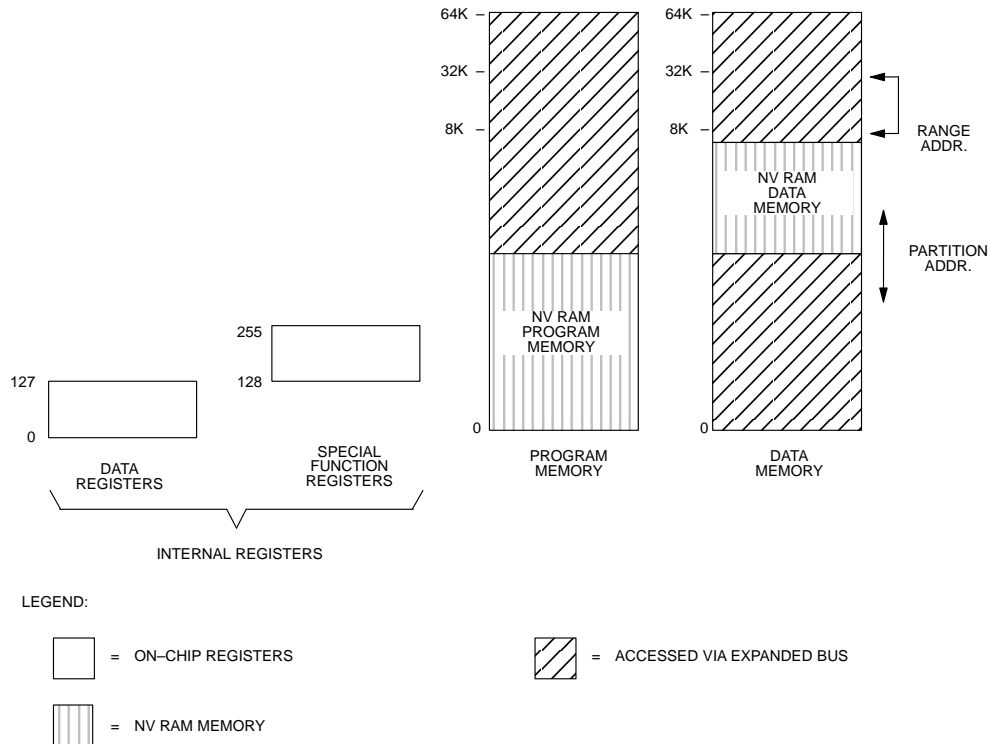 64K –
32K –
8K –
0
NV RAM
PROGRAM
MEMORY
PROGRAM
MEMORY
64K –
32K –
8K –
0
NV RAM
DATA
MEMORY
DATA
MEMORY
RANGE
ADDR.
PARTITION
ADDR.
127
0
DATA
REGISTERS
255
128
SPECIAL
FUNCTION
REGISTERS
INTERNAL REGISTERS
LEGEND:
= ON–CHIP REGISTERS
= ACCESSED VIA EXPANDED BUS
= NV RAM MEMORY